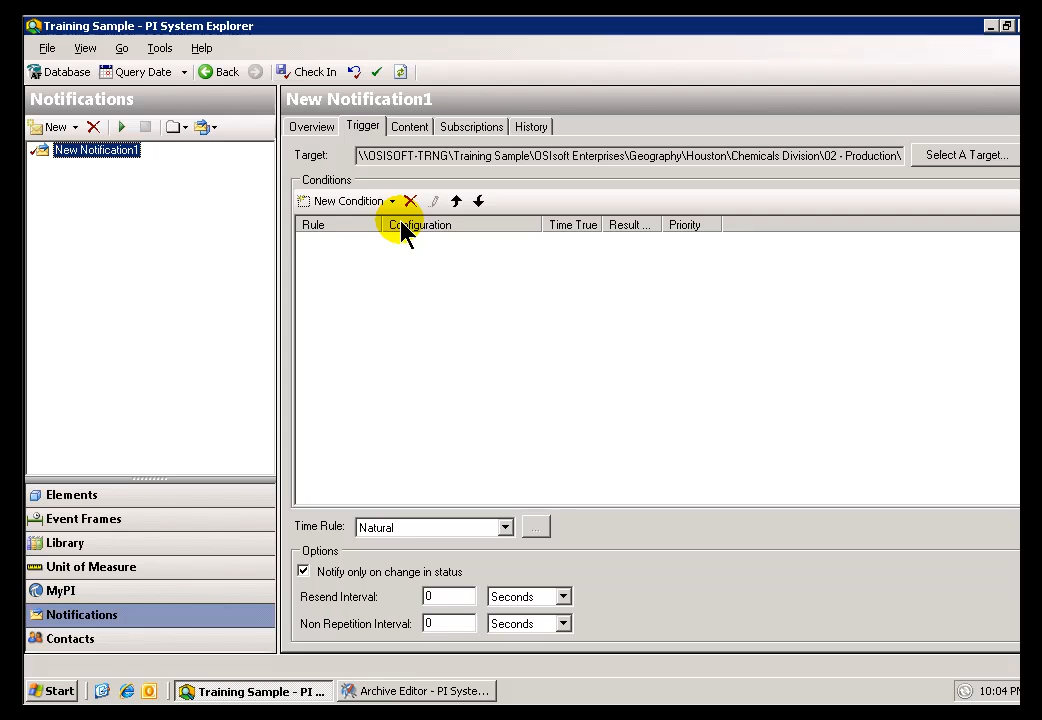 Training Sample - PI System Explorer
File View Go Tools Help
Database Query Date Back Check In
Notifications
New Notification1
New
Overview Trigger Content Subscriptions History
New Notification1
Target: \\OSISOFT-TRNG\Training Sample\OSIsoft Enterprises\Geography\Houston\Chemicals Division\02 - Production\ Select A Target...
Conditions
New Condition
Rule Configuration Time True Result ... Priority
Elements
Event Frames
Library
Unit of Measure
MyPI
Notifications
Contacts
Time Rule: Natural ...
Options
Notify only on change in status
Resend Interval: 0 Seconds
Non Repetition Interval: 0 Seconds
Start Training Sample - PI ... Archive Editor - PI Syste... 10:04 PM